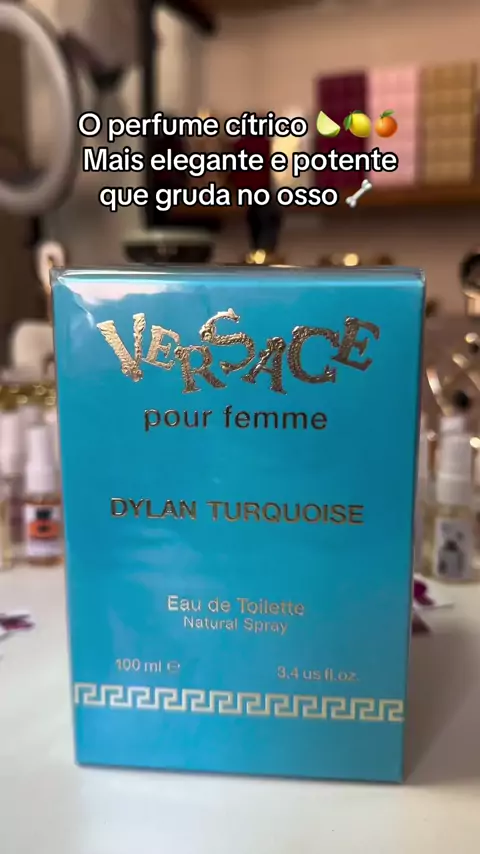 O perfume cítrico 🍋‍🟩🍋🍊
Mais elegante e potente
que gruda no osso 🦴
VERSACE
pour femme
DYLAN TURQUOISE
Eau de Toilette
Natural Spray
100 ml ℮ 3.4 us fl.oz.